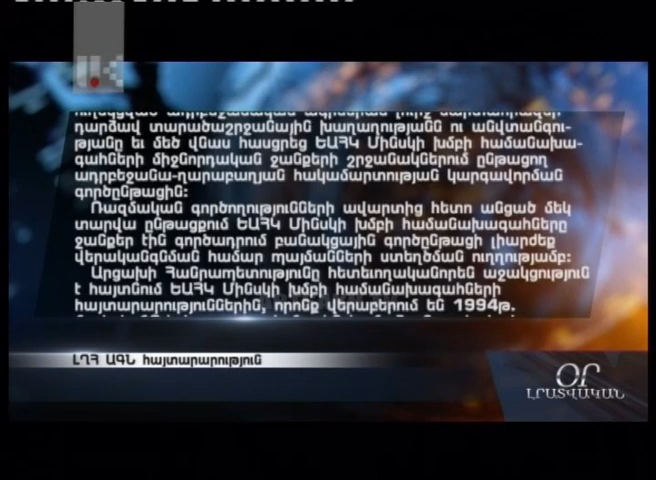 դարձավ տարածաշրջանային խաղաղությանն ու անվտանգու-
թյանը եւ մեծ վնաս հասցրեց ԵԱՀԿ Մինսկի խմբի համանախա-
գահների միջնորդական ջանքերի շրջանակներում ընթացող
ադրբեջանա-ղարաբաղյան հակամարտության կարգավորման
գործընթացին:
Ռազմական գործողությունների ավարտից հետո անցած մեկ
տարվա ընթացքում ԵԱՀԿ Մինսկի խմբի համանախագահները
ջանքեր էին գործադրում բանակցային գործընթացի լիարժեք
վերականգնման համար պայմանների ստեղծման ուղղությամբ:
Արցախի Հանրապետությունը հետեւողականորեն աջակցություն
է հայտնում ԵԱՀԿ Մինսկի խմբի համանախագահների
հայտարարություններին, որոնք վերաբերում են 1994թ.
ԼՂՀ ԱԳՆ հայտարարություն
ՕՐ
ԼՐԱՏՎԱԿԱՆ